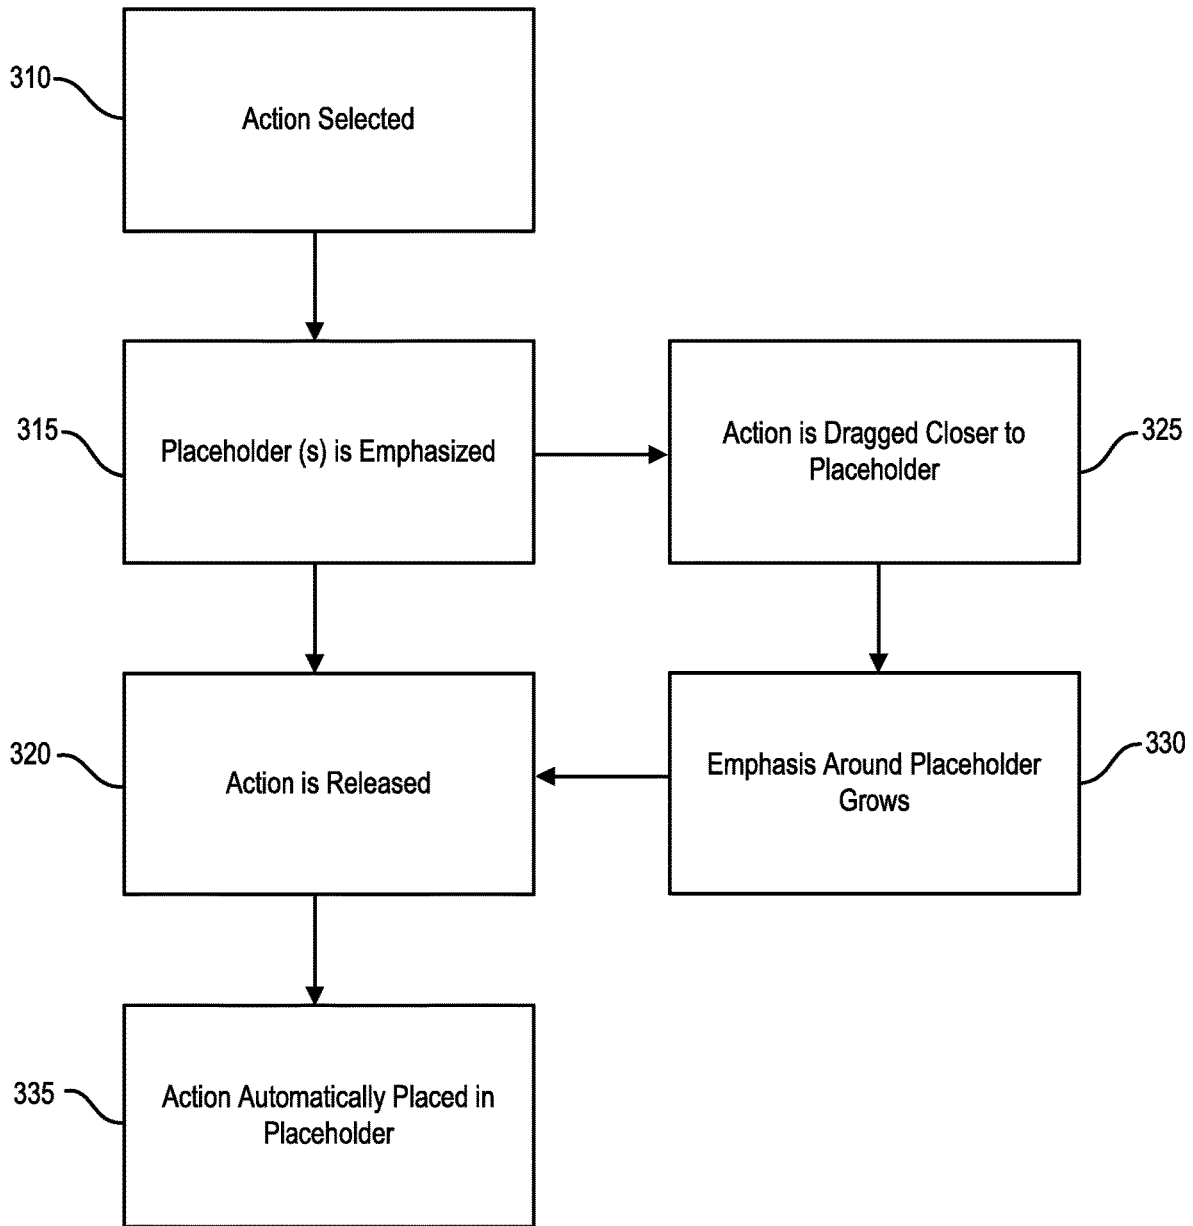 310
Action Selected
315
Placeholder (s) is Emphasized
Action is Dragged Closer to
Placeholder
325
320
Action is Released
Emphasis Around Placeholder
Grows
330
335
Action Automatically Placed in
Placeholder